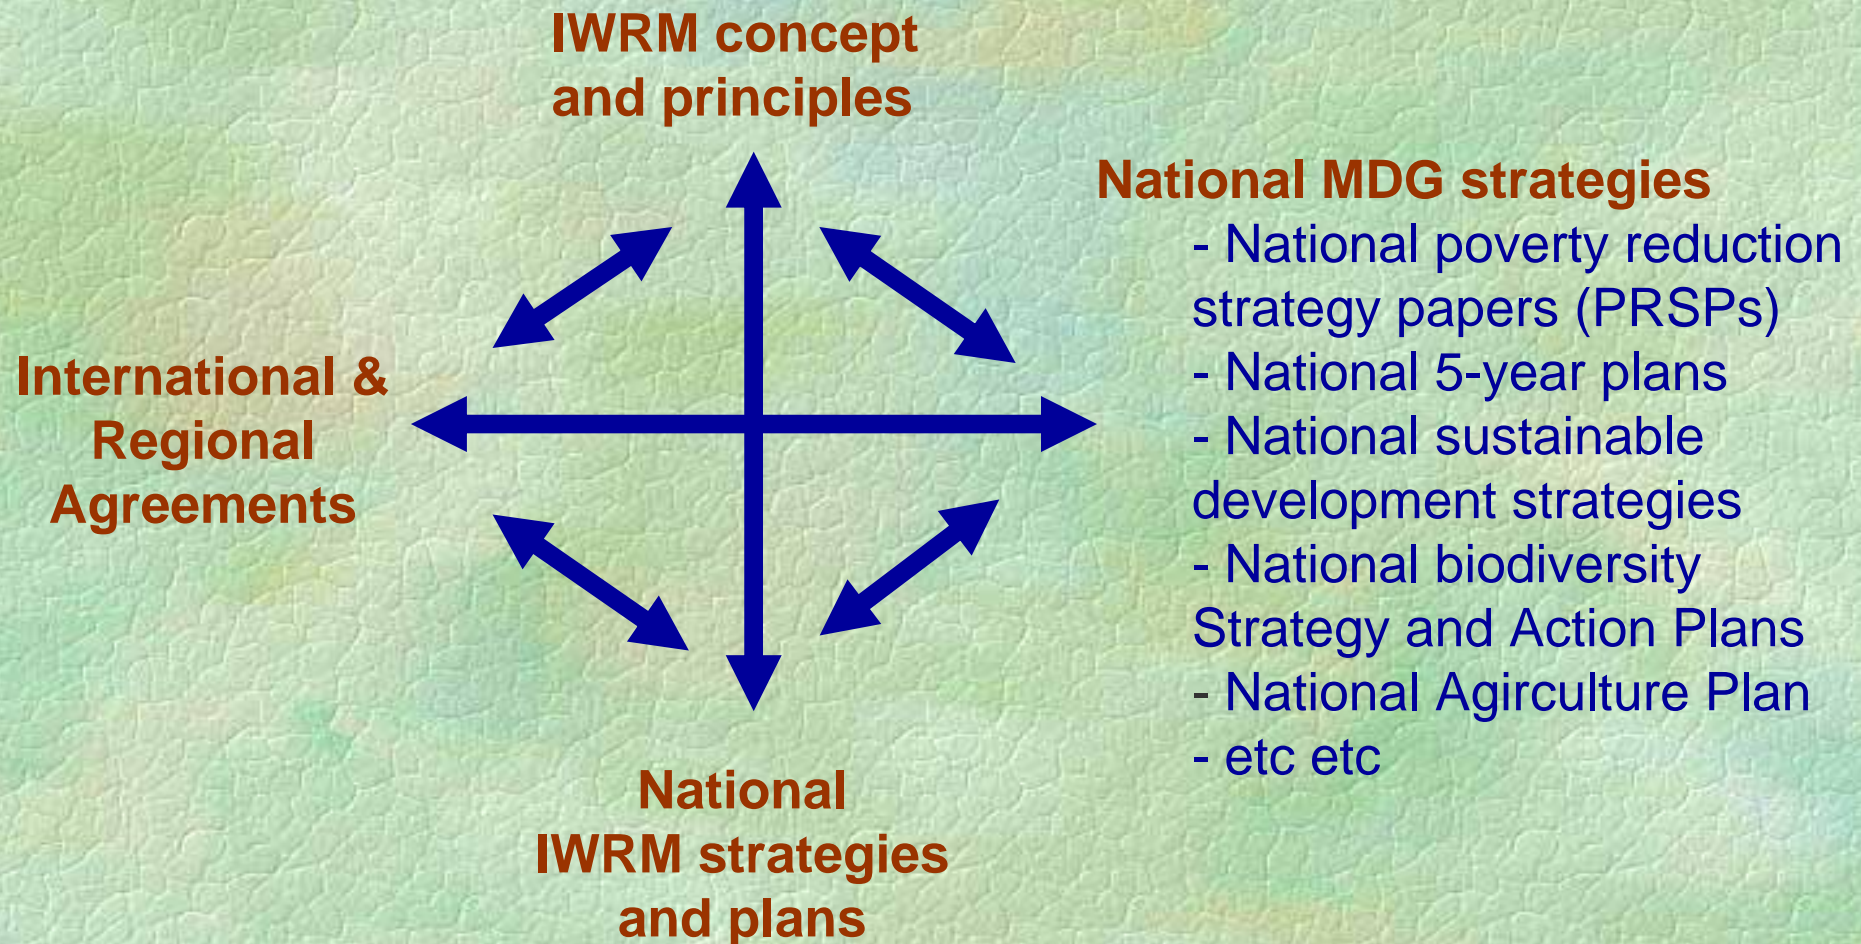 IWRM concept
and principles
National MDG strategies
- National poverty reduction
strategy papers (PRSPs)
- National 5-year plans
- National sustainable
development strategies
- National biodiversity
Strategy and Action Plans
- National Agirculture Plan
- etc etc
International &
Regional
Agreements
National
IWRM strategies
and plans